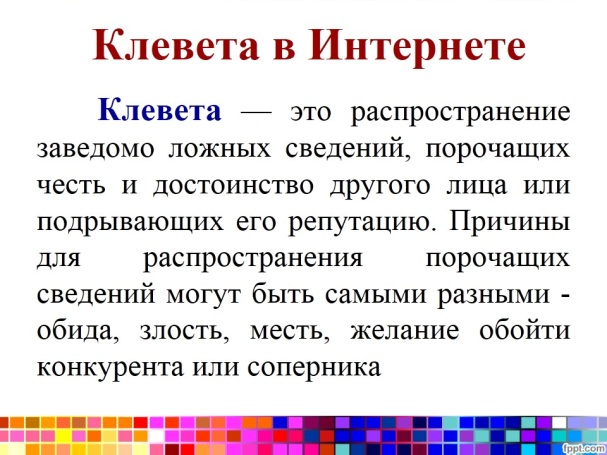 Клевета в Интернете
Клевета — это распространение
заведомо ложных сведений, порочащих
честь и достоинство другого лица или
подрывающих его репутацию. Причины
для распространения порочащих
сведений могут быть самыми разными -
обида, злость, месть, желание обойти
конкурента или соперника
fppt.com